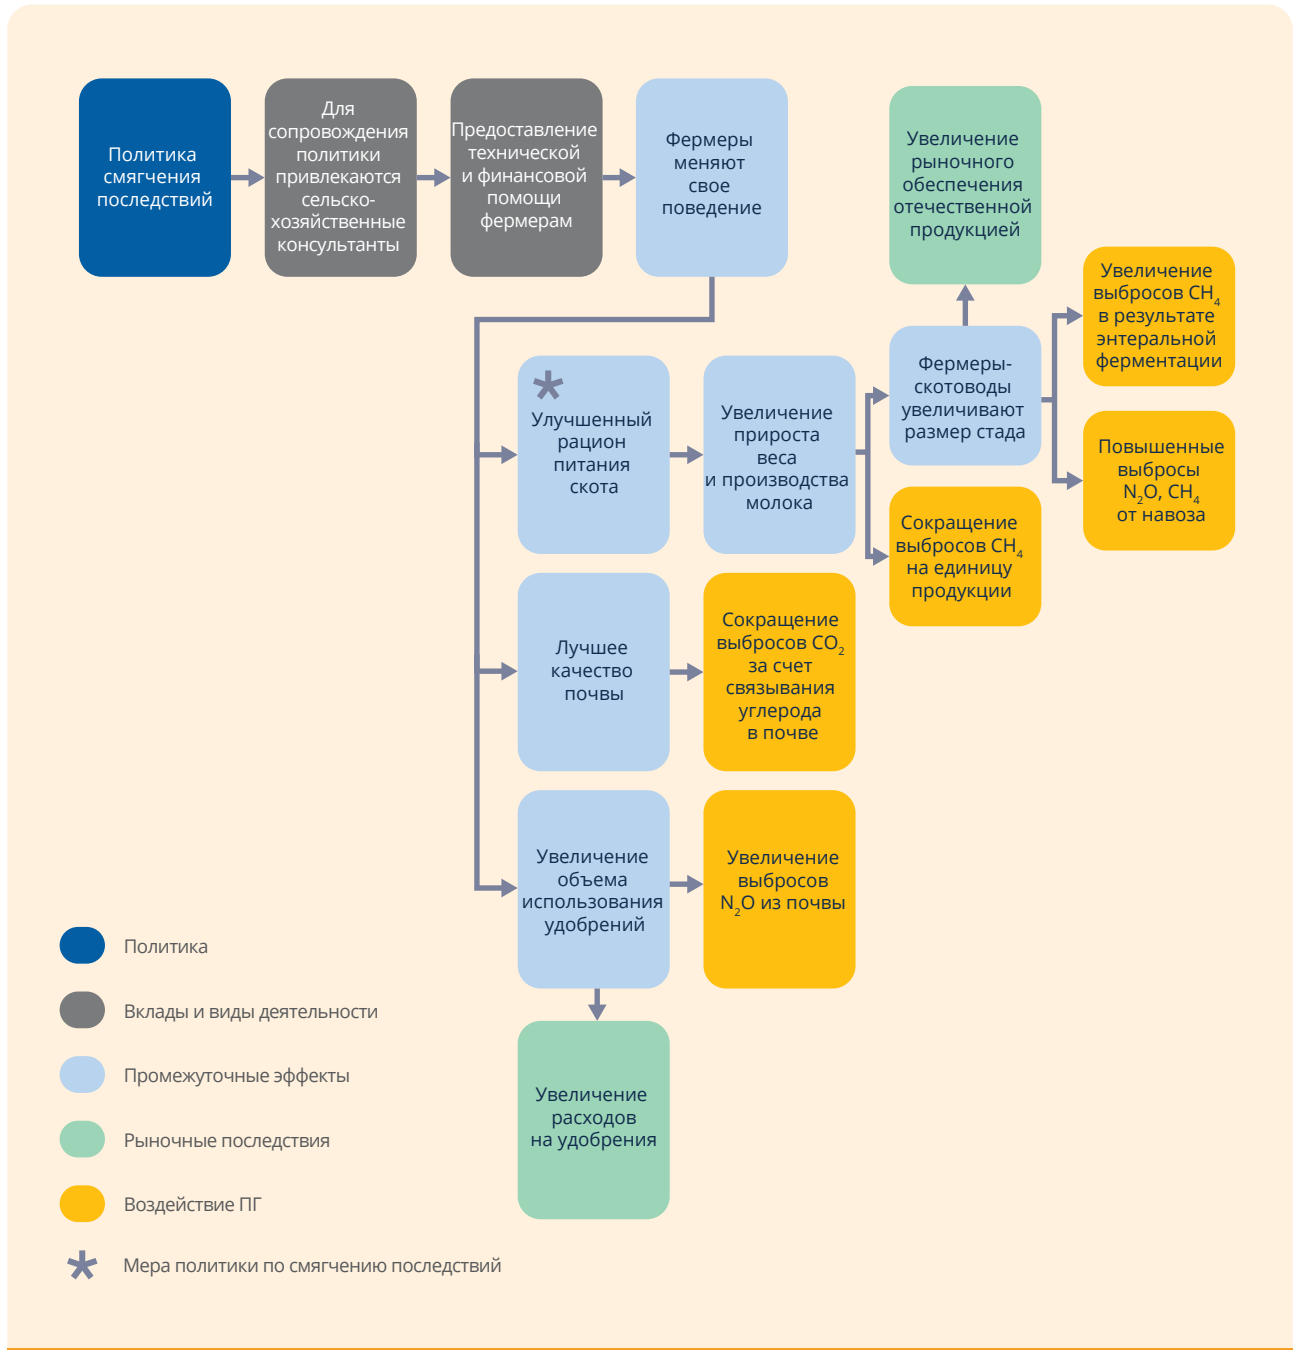 Политика
смягчения
последствий
Для
сопровождения
политики
привлекаются
сельско-
хозяйственные
консультанты
Предоставление
технической
и финансовой
помощи
фермерам
Фермеры
меняют
свое
поведение
Увеличение
рыночного
обеспечения
отечественной
продукцией
Увеличение
выбросов CH₄
в результате
энтеральной
ферментации
Фермеры-
скотоводы
увеличивают
размер стада
Улучшенный
рацион
питания
скота
Увеличение
прироста
веса
и производства
молока
Повышенные
выбросы
N₂O, CH₄
от навоза
Сокращение
выбросов CH₄
на единицу
продукции
Лучшее
качество
почвы
Сокращение
выбросов CO₂
за счет
связывания
углерода
в почве
Увеличение
объема
использования
удобрений
Увеличение
выбросов
N₂O из почвы
Увеличение
расходов
на удобрения
Политика
Вклады и виды деятельности
Промежуточные эффекты
Рыночные последствия
Воздействие ПГ
Мера политики по смягчению последствий